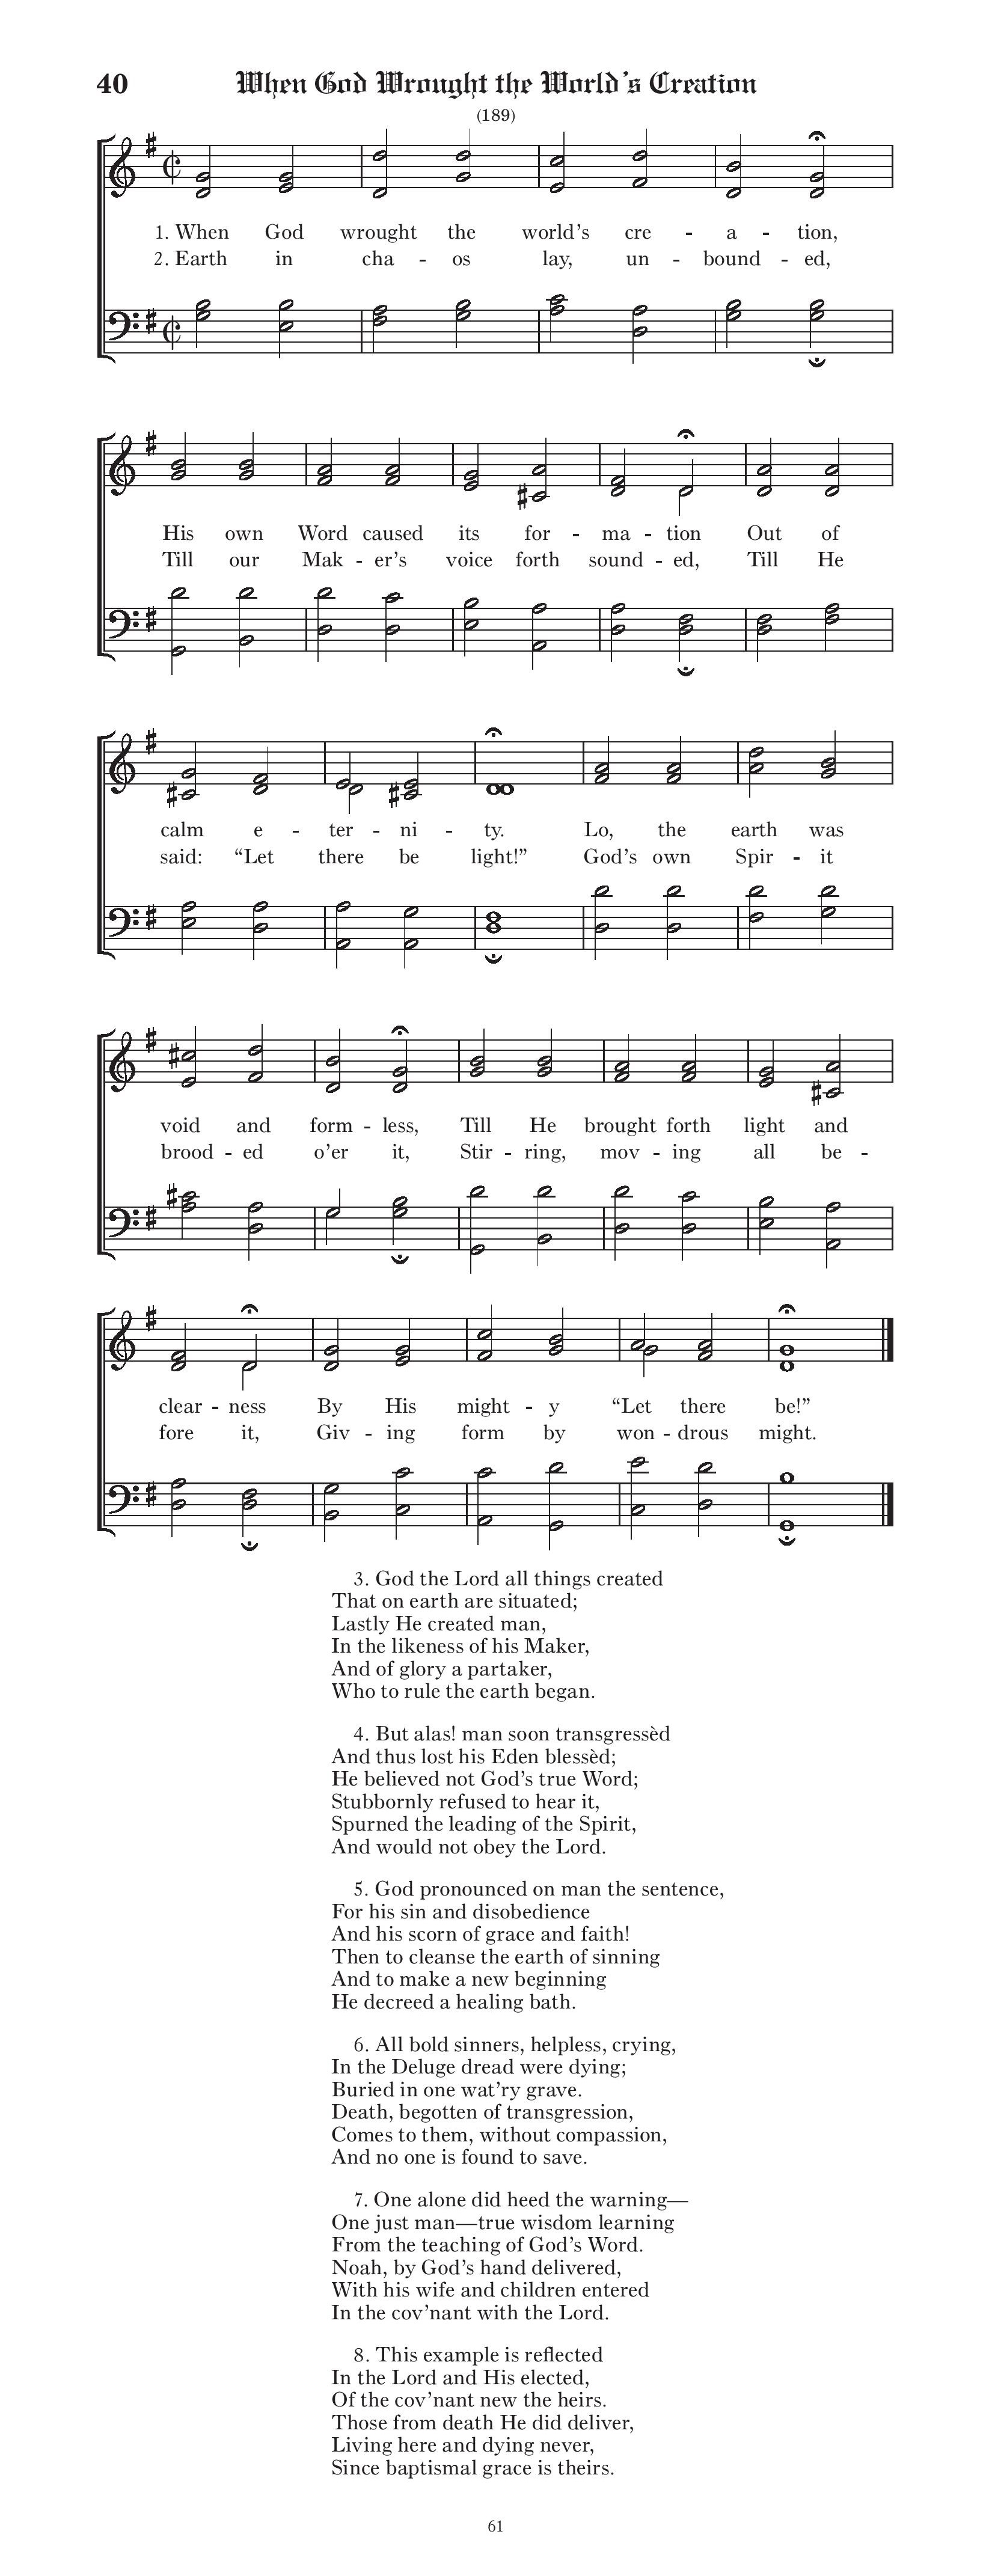 40 When God Wrought the World’s Creation
(189)
1. When God wrought the world’s cre - a - tion,
2. Earth in cha - os lay, un - bound - ed,
His own Word caused its for - ma - tion Out of
Till our Mak - er’s voice forth sound - ed, Till He
calm e - ter - ni - ty. Lo, the earth was
said: “Let there be light!” God’s own Spir - it
void and form - less, Till He brought forth light and
brood - ed o’er it, Stir - ring, mov - ing all be -
clear - ness By His might - y “Let there be!”
fore it, Giv - ing form by won - drous might.
3. God the Lord all things created
That on earth are situated;
Lastly He created man,
In the likeness of his Maker,
And of glory a partaker,
Who to rule the earth began.
4. But alas! man soon transgressèd
And thus lost his Eden blessèd;
He believed not God’s true Word;
Stubbornly refused to hear it,
Spurned the leading of the Spirit,
And would not obey the Lord.
5. God pronounced on man the sentence,
For his sin and disobedience
And his scorn of grace and faith!
Then to cleanse the earth of sinning
And to make a new beginning
He decreed a healing bath.
6. All bold sinners, helpless, crying,
In the Deluge dread were dying;
Buried in one wat’ry grave.
Death, begotten of transgression,
Comes to them, without compassion,
And no one is found to save.
7. One alone did heed the warning—
One just man—true wisdom learning
From the teaching of God’s Word.
Noah, by God’s hand delivered,
With his wife and children entered
In the cov’nant with the Lord.
8. This example is reflected
In the Lord and His elected,
Of the cov’nant new the heirs.
Those from death He did deliver,
Living here and dying never,
Since baptismal grace is theirs.
61